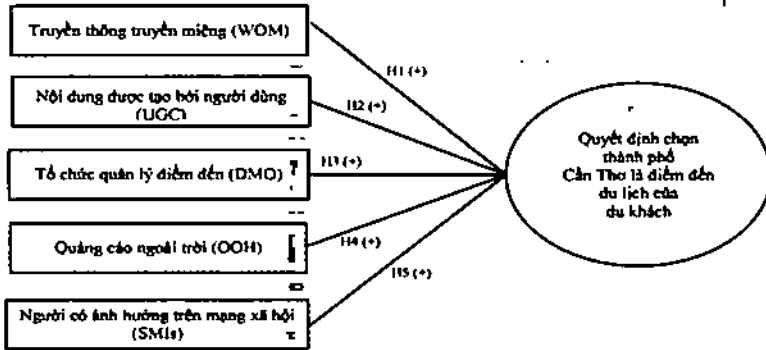 Truyền thông truyền miệng (WOM)
H1 (+)
Nội dung được tạo bởi người dùng
(UGC)
H2 (+)
Tổ chức quản lý điểm đến (DMO)
H3 (+)
Quảng cáo ngoài trời (OOH)
H4 (+)
Người có ảnh hưởng trên mạng xã hội
(SMIs)
H5 (+)
Quyết định chọn
thành phố
Cần Thơ là điểm đến
du lịch của
du khách